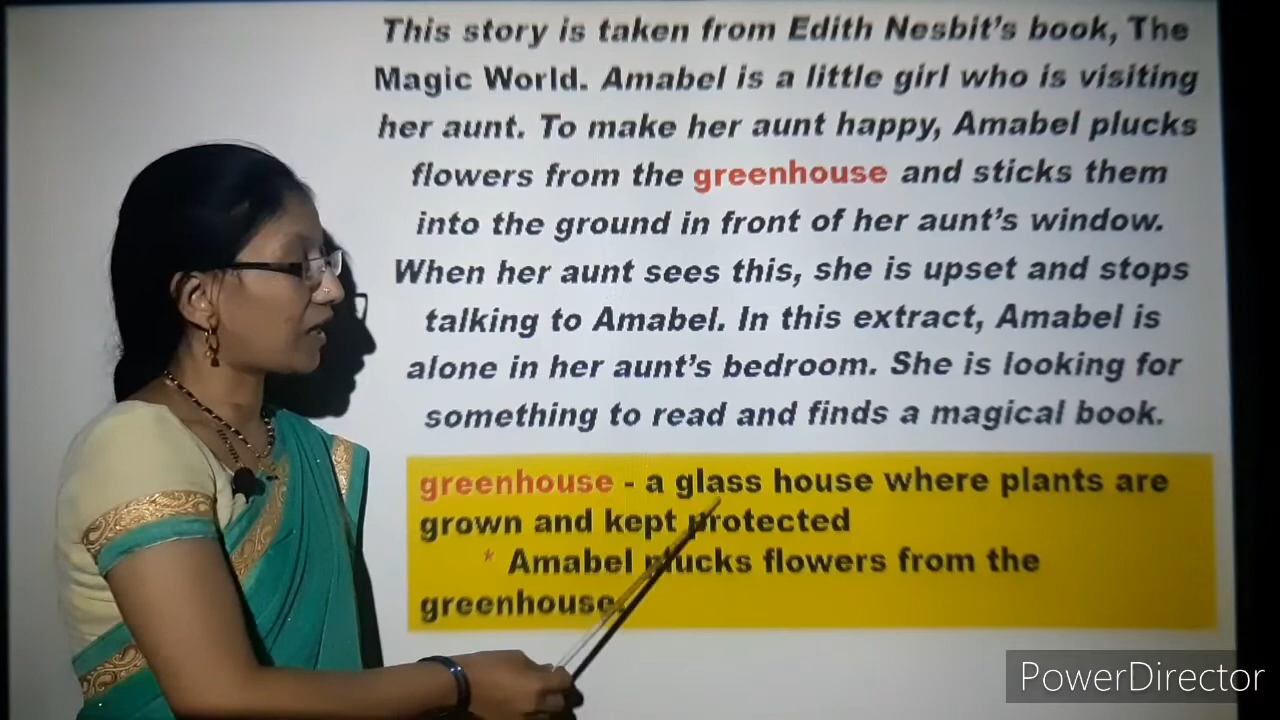 This story is taken from Edith Nesbit's book, The
Magic World. Amabel is a little girl who is visiting
her aunt. To make her aunt happy, Amabel plucks
flowers from the greenhouse and sticks them
into the ground in front of her aunt's window.
When her aunt sees this, she is upset and stops
talking to Amabel. In this extract, Amabel is
alone in her aunt's bedroom. She is looking for
something to read and finds a magical book.
greenhouse - a glass house where plants are
grown and kept protected
* Amabel plucks flowers from the
greenhouse.
PowerDirector